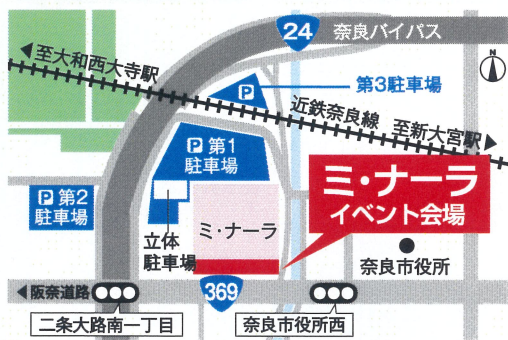 24
奈良バイパス
至大和西大寺駅
N
P
第3駐車場
近鉄奈良線
至新大宮駅
P 第1
駐車場
P 第2
駐車場
立体
駐車場
ミ・ナーラ
ミ・ナーラ
イベント会場
奈良市役所
阪奈道路
369
二条大路南一丁目
奈良市役所西